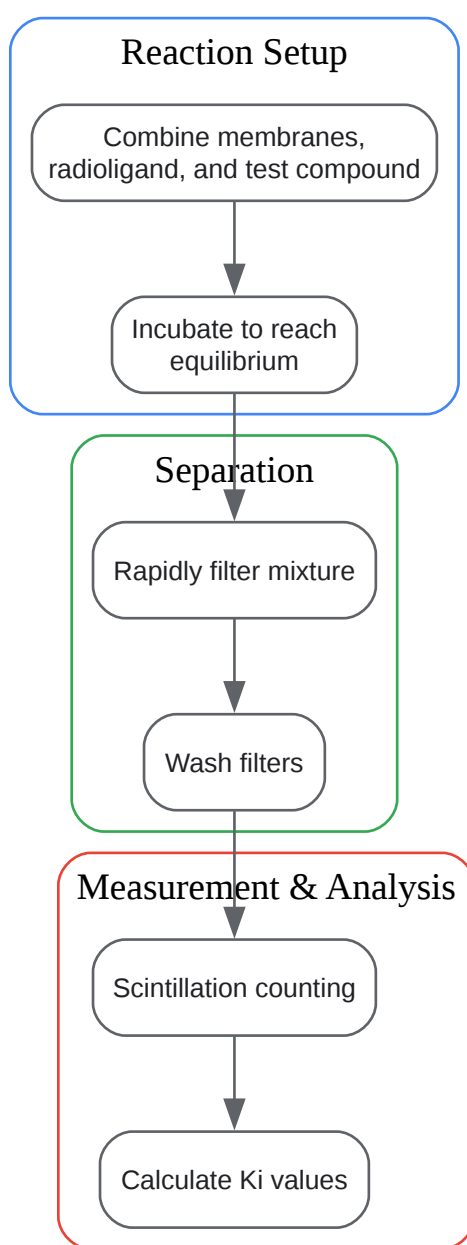 Reaction Setup
Combine membranes,
radioligand, and test compound
Incubate to reach
equilibrium
Separation
Rapidly filter mixture
Wash filters
Measurement & Analysis
Scintillation counting
Calculate Ki values